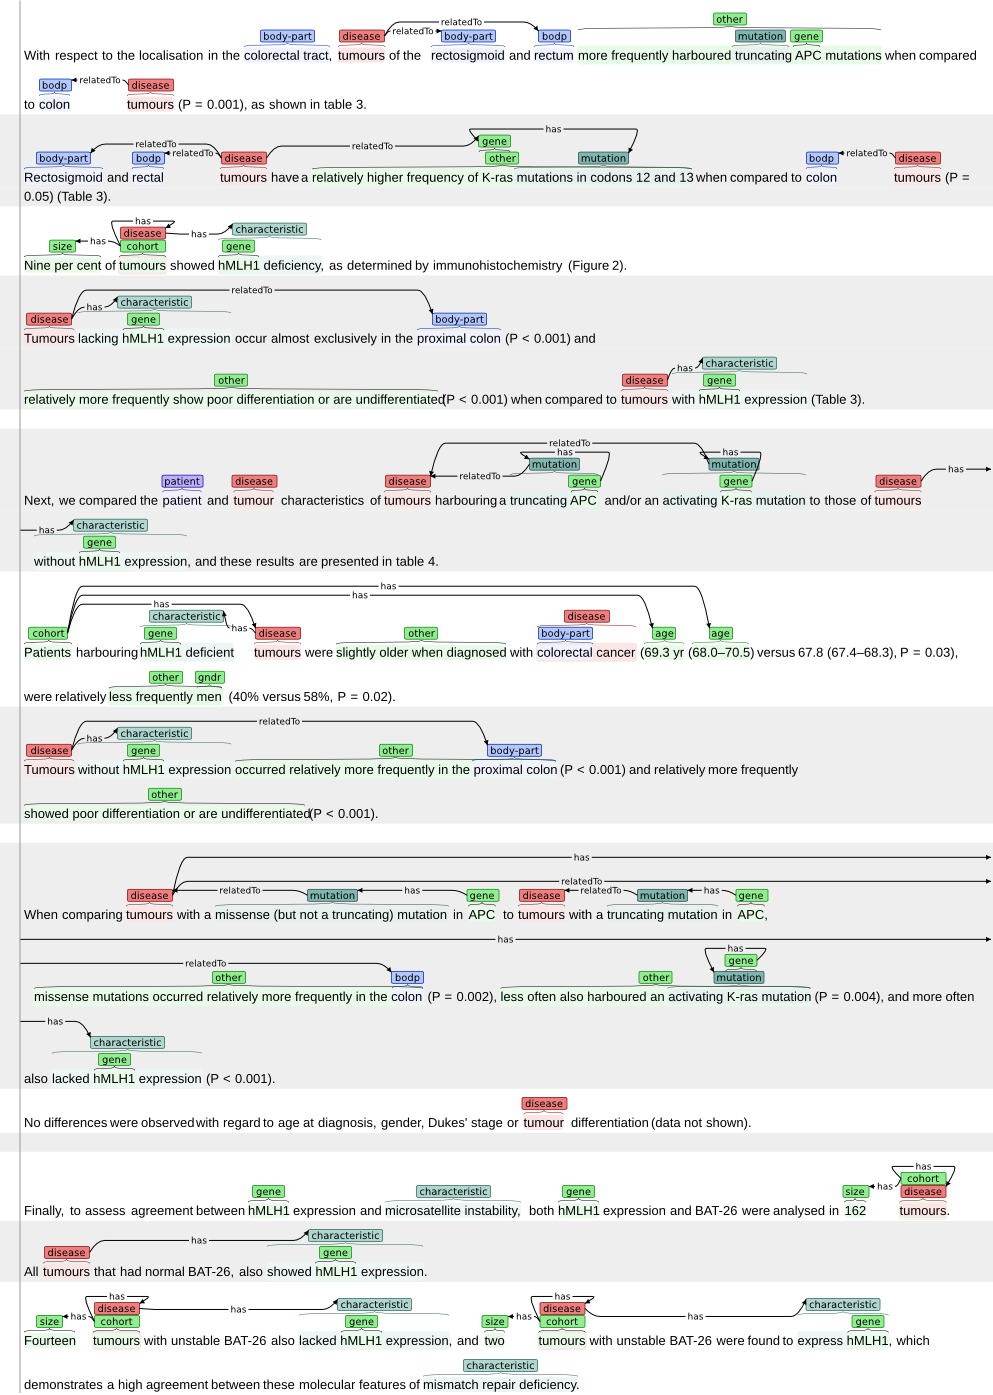 other
relatedTo
body-part disease relatedTo body-part bodp mutation gene
With respect to the localisation in the colorectal tract, tumours of the rectosigmoid and rectum more frequently harboured truncating APC mutations when compared
bodp relatedTo disease
to colon tumours (P = 0.001), as shown in table 3.
has
relatedTo relatedTo gene
body-part bodp relatedTo disease other mutation bodp relatedTo disease
Rectosigmoid and rectal tumours have a relatively higher frequency of K-ras mutations in codons 12 and 13 when compared to colon tumours (P =
0.05) (Table 3).
has
disease has characteristic
size has cohort gene
Nine per cent of tumours showed hMLH1 deficiency, as determined by immunohistochemistry (Figure 2).
relatedTo
has characteristic
disease gene body-part
Tumours lacking hMLH1 expression occur almost exclusively in the proximal colon (P < 0.001) and
has characteristic
other disease gene
relatively more frequently show poor differentiation or are undifferentiated (P < 0.001) when compared to tumours with hMLH1 expression (Table 3).
relatedTo
has has
mutation mutation has
patient disease disease relatedTo gene gene disease
Next, we compared the patient and tumour characteristics of tumours harbouring a truncating APC and/or an activating K-ras mutation to those of tumours
has characteristic
gene
without hMLH1 expression, and these results are presented in table 4.
has
has
has
characteristic disease
cohort gene has disease other body-part age age
Patients harbouring hMLH1 deficient tumours were slightly older when diagnosed with colorectal cancer (69.3 yr (68.0–70.5) versus 67.8 (67.4–68.3), P = 0.03),
other gndr
were relatively less frequently men (40% versus 58%, P = 0.02).
relatedTo
has characteristic
disease gene other body-part
Tumours without hMLH1 expression occurred relatively more frequently in the proximal colon (P < 0.001) and relatively more frequently
other
showed poor differentiation or are undifferentiated (P < 0.001).
has
relatedTo
disease relatedTo mutation has gene disease relatedTo mutation has gene
When comparing tumours with a missense (but not a truncating) mutation in APC to tumours with a truncating mutation in APC,
has
has
relatedTo gene
other bodp other mutation
missense mutations occurred relatively more frequently in the colon (P = 0.002), less often also harboured an activating K-ras mutation (P = 0.004), and more often
has
characteristic
gene
also lacked hMLH1 expression (P < 0.001).
disease
No differences were observed with regard to age at diagnosis, gender, Dukes' stage or tumour differentiation (data not shown).
has
cohort
gene characteristic gene size has disease
Finally, to assess agreement between hMLH1 expression and microsatellite instability, both hMLH1 expression and BAT-26 were analysed in 162 tumours.
has characteristic
disease gene
All tumours that had normal BAT-26, also showed hMLH1 expression.
has has
disease has characteristic disease has characteristic
size has cohort gene size has cohort gene
Fourteen tumours with unstable BAT-26 also lacked hMLH1 expression, and two tumours with unstable BAT-26 were found to express hMLH1, which
characteristic
demonstrates a high agreement between these molecular features of mismatch repair deficiency.